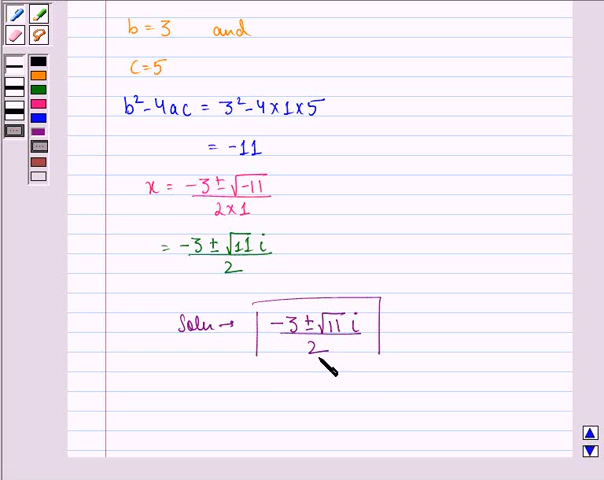 b = 3 and
c = 5
b² - 4ac = 3² - 4 × 1 × 5
= -11
x = (-3 ± √-11) / (2 × 1)
= (-3 ± √11 i) / 2
Soln → (-3 ± √11 i) / 2